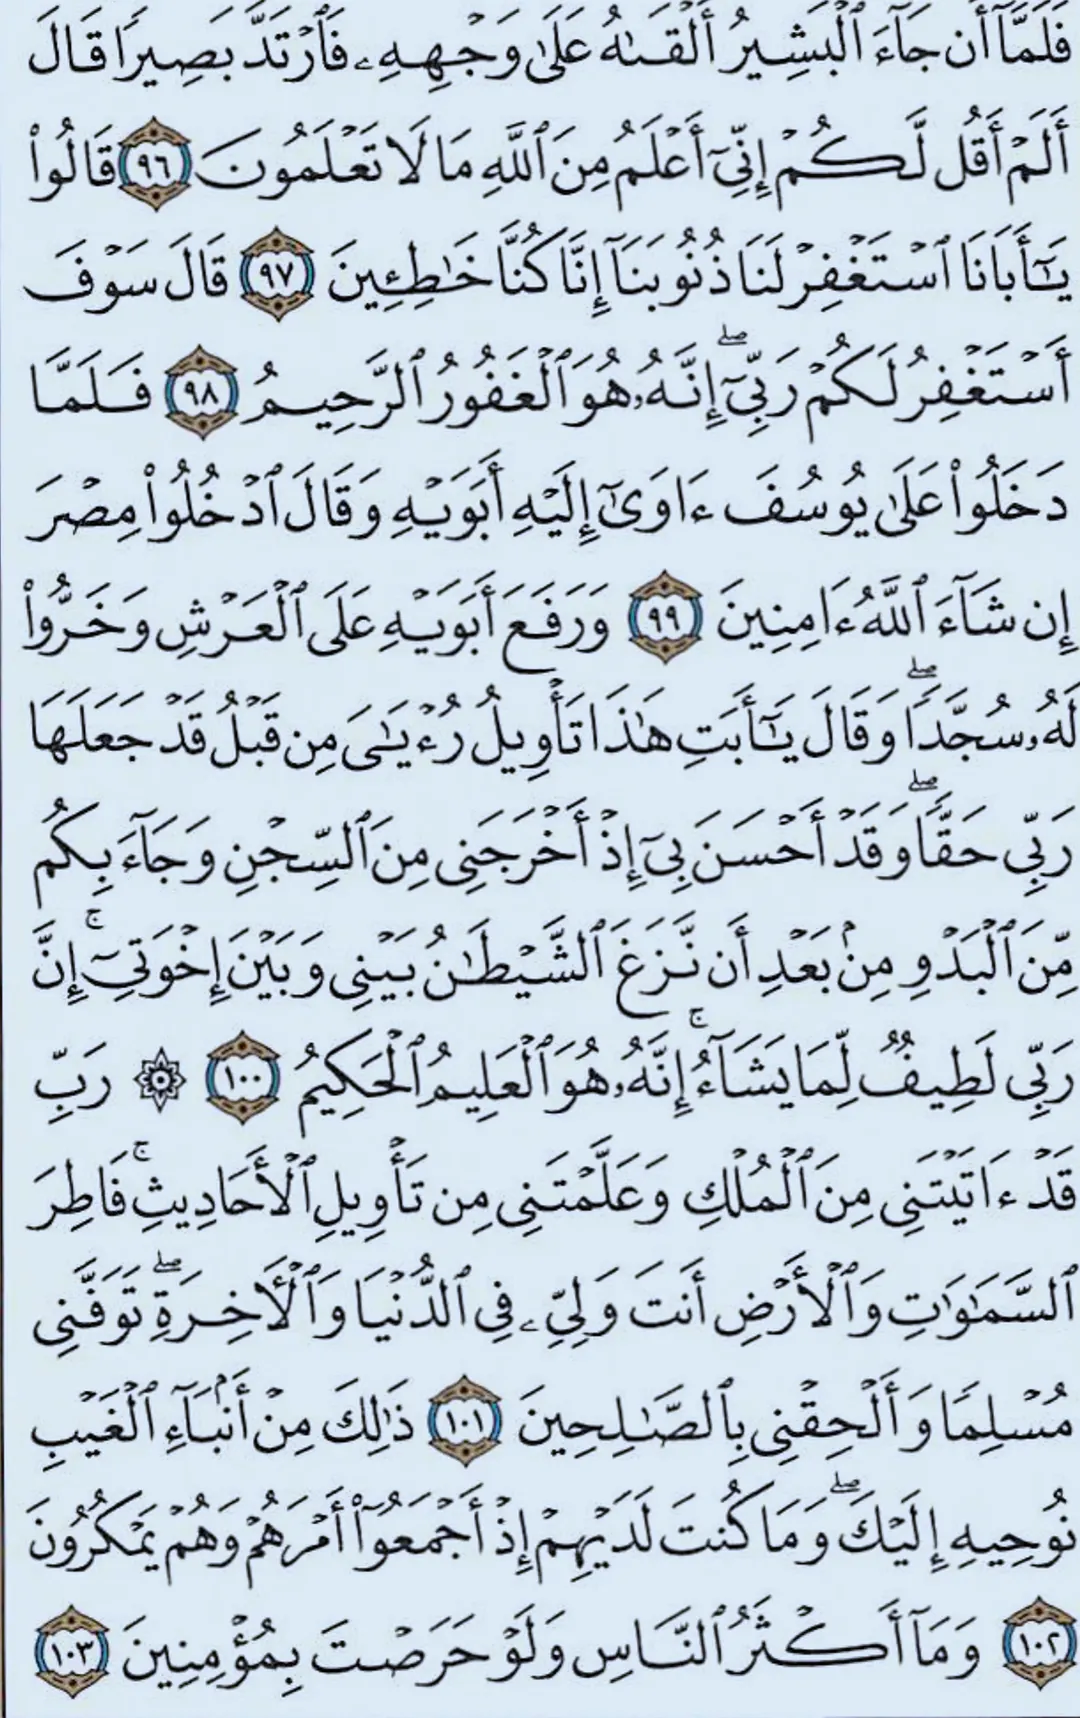 فَلَمَّآ أَن جَآءَ ٱلْبَشِيرُ أَلْقَىٰهُ عَلَىٰ وَجْهِهِۦ فَٱرْتَدَّ بَصِيرًا قَالَ
أَلَمْ أَقُل لَّكُمْ إِنِّىٓ أَعْلَمُ مِنَ ٱللَّهِ مَا لَا تَعْلَمُونَ ٩٦ قَالُوا۟
يَـٰٓأَبَانَا ٱسْتَغْفِرْ لَنَا ذُنُوبَنَآ إِنَّا كُنَّا خَـٰطِـِٔينَ ٩٧ قَالَ سَوْفَ
أَسْتَغْفِرُ لَكُمْ رَبِّىٓ ۖ إِنَّهُۥ هُوَ ٱلْغَفُورُ ٱلرَّحِيمُ ٩٨ فَلَمَّا
دَخَلُوا۟ عَلَىٰ يُوسُفَ ءَاوَىٰٓ إِلَيْهِ أَبَوَيْهِ وَقَالَ ٱدْخُلُوا۟ مِصْرَ
إِن شَآءَ ٱللَّهُ ءَامِنِينَ ٩٩ وَرَفَعَ أَبَوَيْهِ عَلَى ٱلْعَرْشِ وَخَرُّوا۟
لَهُۥ سُجَّدًا ۖ وَقَالَ يَـٰٓأَبَتِ هَـٰذَا تَأْوِيلُ رُءْيَـٰىَ مِن قَبْلُ قَدْ جَعَلَهَا
رَبِّى حَقًّا ۖ وَقَدْ أَحْسَنَ بِىٓ إِذْ أَخْرَجَنِى مِنَ ٱلسِّجْنِ وَجَآءَ بِكُم
مِّنَ ٱلْبَدْوِ مِنۢ بَعْدِ أَن نَّزَغَ ٱلشَّيْطَـٰنُ بَيْنِى وَبَيْنَ إِخْوَتِىٓ ۚ إِنَّ
رَبِّى لَطِيفٌ لِّمَا يَشَآءُ ۚ إِنَّهُۥ هُوَ ٱلْعَلِيمُ ٱلْحَكِيمُ ١٠٠ ۞ رَبِّ
قَدْ ءَاتَيْتَنِى مِنَ ٱلْمُلْكِ وَعَلَّمْتَنِى مِن تَأْوِيلِ ٱلْأَحَادِيثِ ۚ فَاطِرَ
ٱلسَّمَـٰوَٰتِ وَٱلْأَرْضِ أَنتَ وَلِىِّۦ فِى ٱلدُّنْيَا وَٱلْـَٔاخِرَةِ ۖ تَوَفَّنِى
مُسْلِمًا وَأَلْحِقْنِى بِٱلصَّـٰلِحِينَ ١٠١ ذَٰلِكَ مِنْ أَنۢبَآءِ ٱلْغَيْبِ
نُوحِيهِ إِلَيْكَ ۖ وَمَا كُنتَ لَدَيْهِمْ إِذْ أَجْمَعُوٓا۟ أَمْرَهُمْ وَهُمْ يَمْكُرُونَ
١٠٢ وَمَآ أَكْثَرُ ٱلنَّاسِ وَلَوْ حَرَصْتَ بِمُؤْمِنِينَ ١٠٣